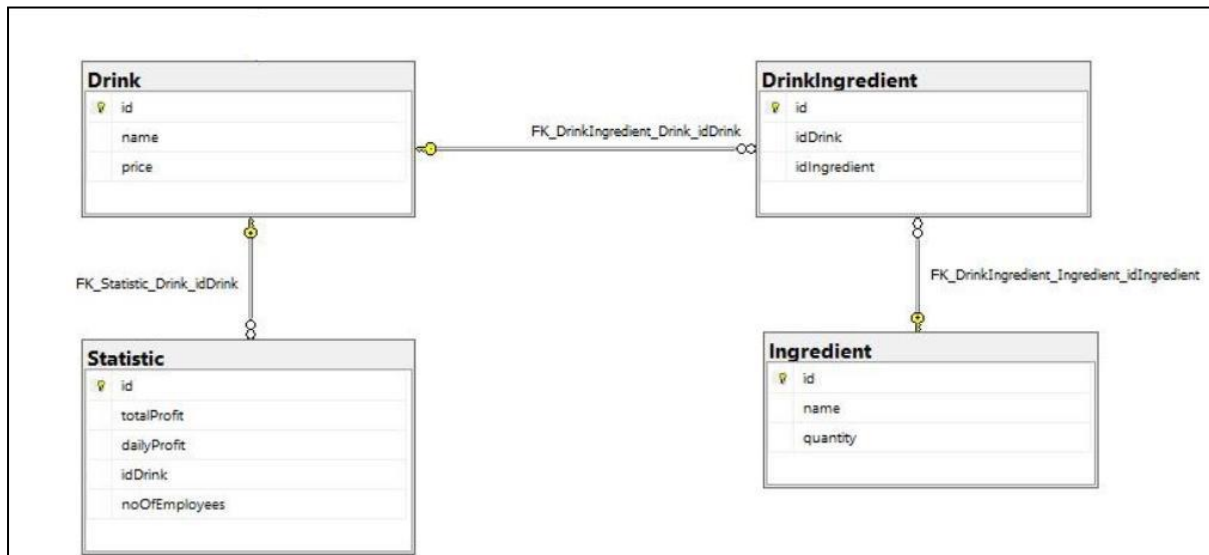 Drink
id
name
price
FK_DrinkIngredient_Drink_idDrink
DrinkIngredient
id
idDrink
idIngredient
FK_Statistic_Drink_idDrink
FK_DrinkIngredient_Ingredient_idIngredient
Statistic
id
totalProfit
dailyProfit
idDrink
noOfEmployees
Ingredient
id
name
quantity